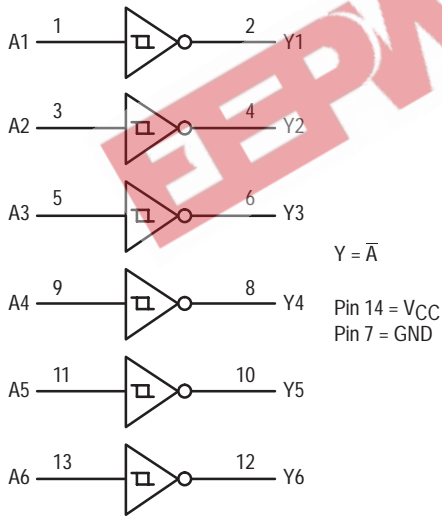 A1 1 2 Y1
A2 3 4 Y2
A3 5 6 Y3
Y = A̅
A4 9 8 Y4
Pin 14 = VCC
Pin 7 = GND
A5 11 10 Y5
A6 13 12 Y6
EEPW